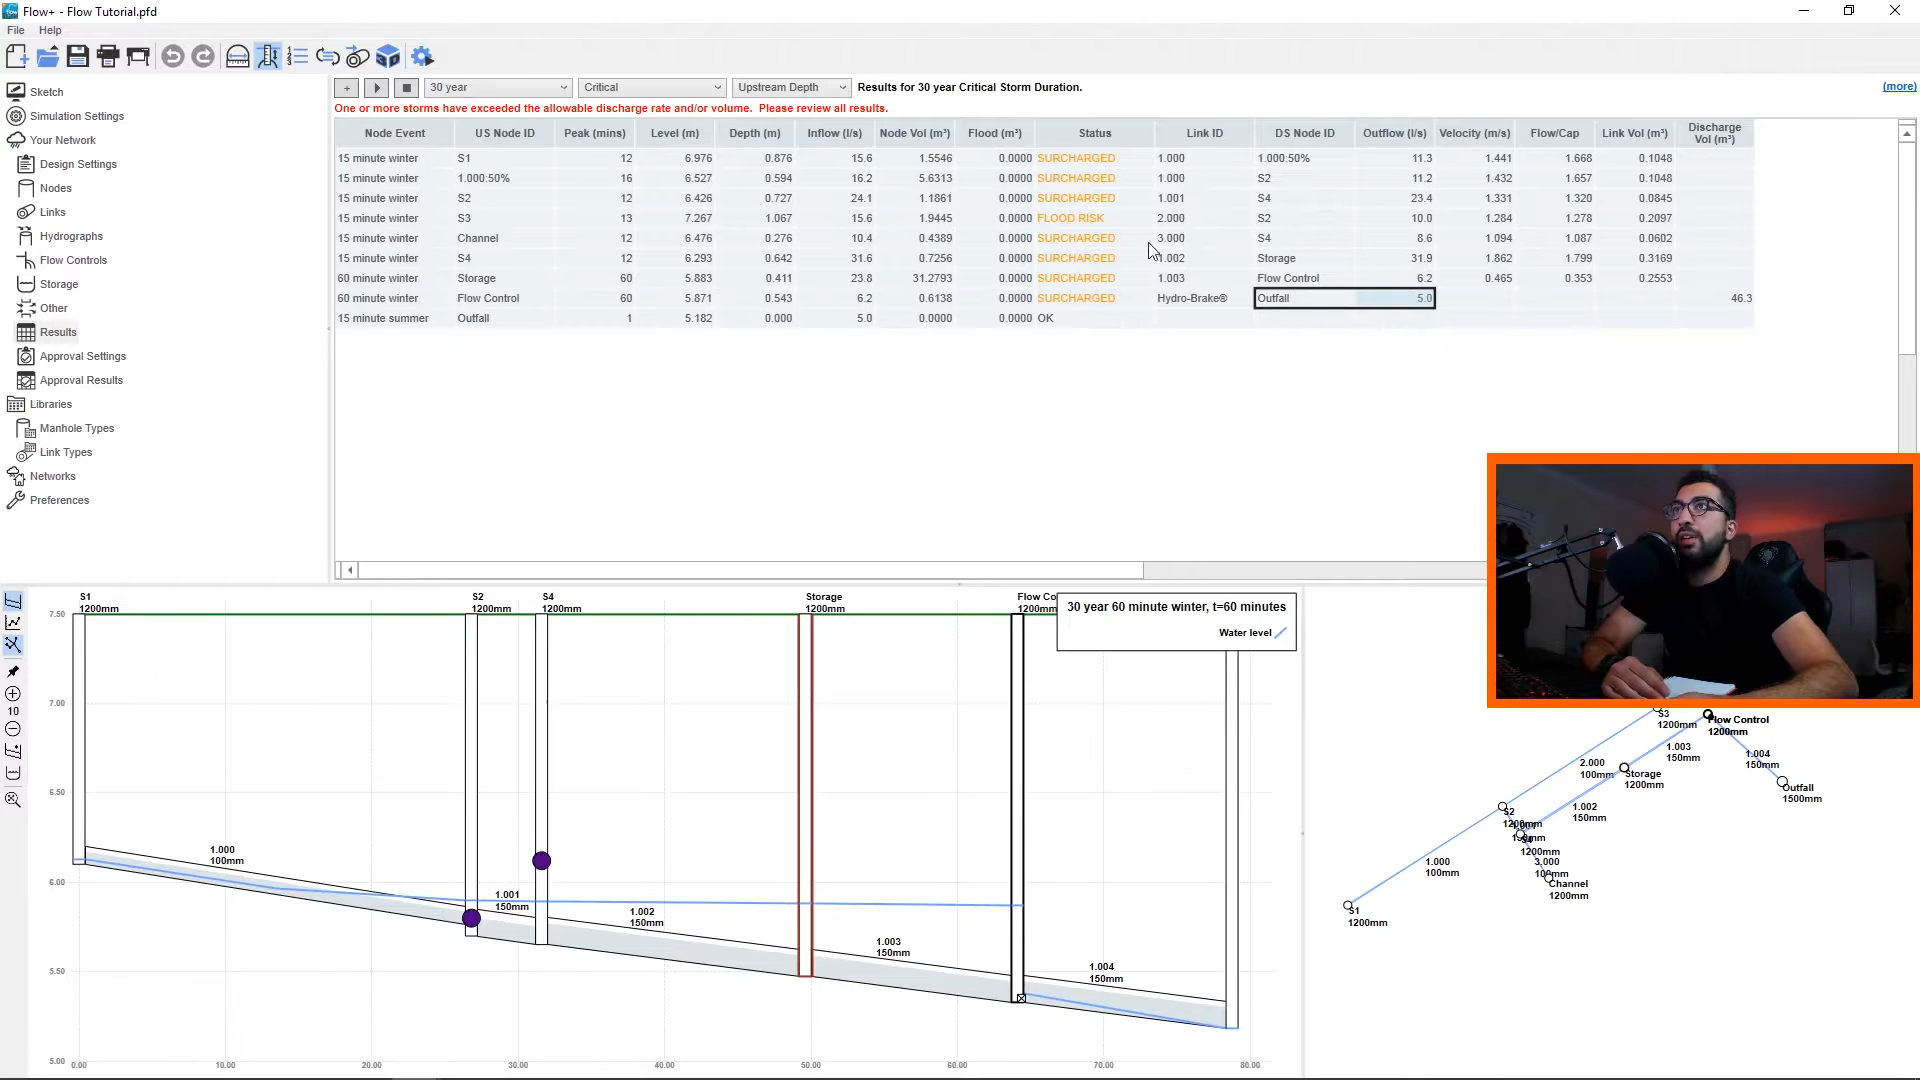 Flow+ - Flow Tutorial.pfd
File Help
30 year Critical Upstream Depth Results for 30 year Critical Storm Duration. (more)
One or more storms have exceeded the allowable discharge rate and/or volume. Please review all results.
Sketch
Simulation Settings
Your Network
Design Settings
Nodes
Links
Hydrographs
Flow Controls
Storage
Other
Results
Approval Settings
Approval Results
Libraries
Manhole Types
Link Types
Networks
Preferences
Node Event US Node ID Peak (mins) Level (m) Depth (m) Inflow (l/s) Node Vol (m³) Flood (m³) Status Link ID DS Node ID Outflow (l/s) Velocity (m/s) Flow/Cap Link Vol (m³) Discharge Vol (m³)
15 minute winter S1 12 6.976 0.876 15.6 1.5546 0.0000 SURCHARGED 1.000 1.000:50% 11.3 1.441 1.668 0.1048
15 minute winter 1.000:50% 16 6.527 0.594 16.2 5.6313 0.0000 SURCHARGED 1.000 S2 11.2 1.432 1.657 0.1048
15 minute winter S2 12 6.426 0.727 24.1 1.1861 0.0000 SURCHARGED 1.001 S4 23.4 1.331 1.320 0.0845
15 minute winter S3 13 7.267 1.067 15.6 1.9445 0.0000 FLOOD RISK 2.000 S2 10.0 1.284 1.278 0.2097
15 minute winter Channel 12 6.476 0.276 10.4 0.4389 0.0000 SURCHARGED 3.000 S4 8.6 1.094 1.087 0.0602
15 minute winter S4 12 6.293 0.642 31.6 0.7256 0.0000 SURCHARGED 1.002 Storage 31.9 1.862 1.799 0.3169
60 minute winter Storage 60 5.883 0.411 23.8 31.2793 0.0000 SURCHARGED 1.003 Flow Control 6.2 0.465 0.353 0.2553
60 minute winter Flow Control 60 5.871 0.543 6.2 0.6138 0.0000 SURCHARGED Hydro-Brake® Outfall 5.0 46.3
15 minute summer Outfall 1 5.182 0.000 5.0 0.0000 0.0000 OK
S1 S2 S4 Storage Flow Co
1200mm 1200mm 1200mm 1200mm 1200mm
30 year 60 minute winter, t=60 minutes
Water level
7.50
7.00
6.50
6.00
5.50
5.00
10
1.000
100mm
1.001
150mm
1.002
150mm
1.003
150mm
1.004
150mm
0.00 10.00 20.00 30.00 40.00 50.00 60.00 70.00 80.00
S3
1200mm
Flow Control
1200mm
1.003
150mm
1.004
150mm
2.000
100mm
Storage
1200mm
Outfall
1500mm
1.002
150mm
S2
1200mm
1200mm
1.000
100mm
3.000
Channel
1200mm
S1
1200mm